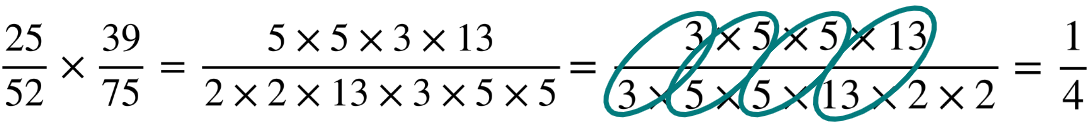 25/52 × 39/75 = (5 × 5 × 3 × 13)/(2 × 2 × 13 × 3 × 5 × 5) = (3 × 5 × 5 × 13)/(3 × 5 × 5 × 13 × 2 × 2) = 1/4